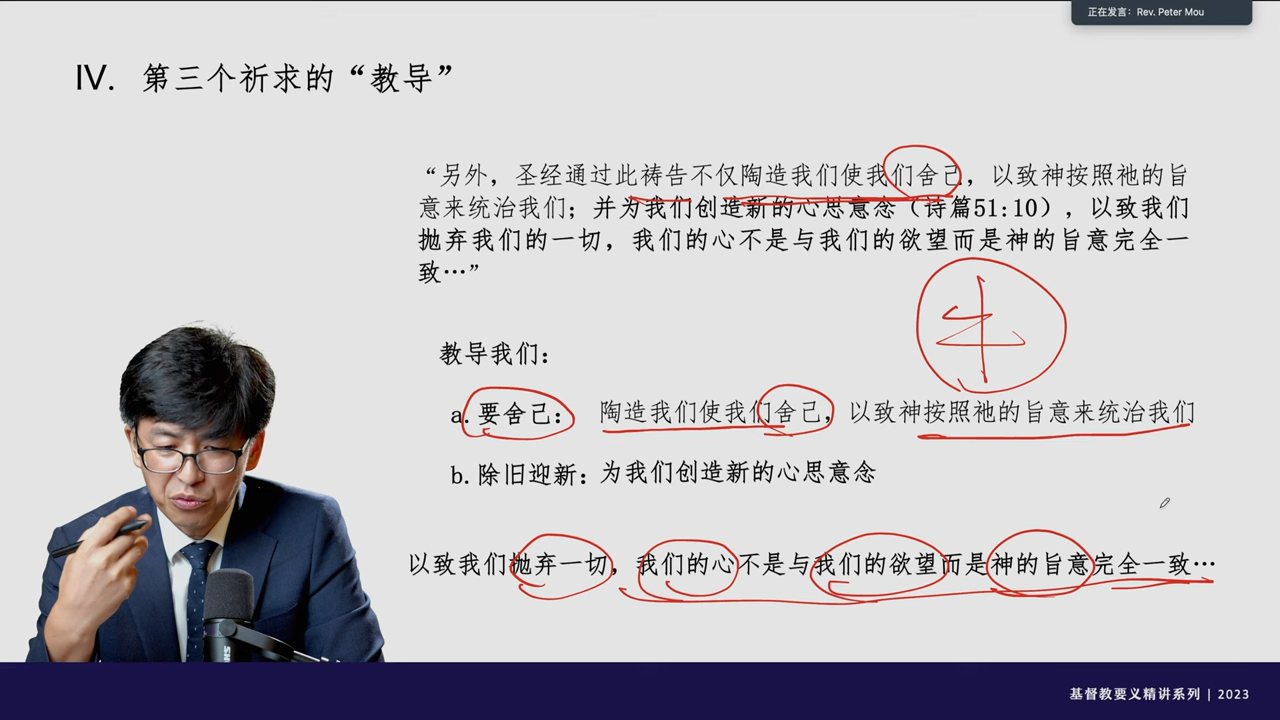 正在发言: Rev. Peter Mou
IV. 第三个祈求的“教导”
“另外，圣经通过此祷告不仅陶造我们使我们舍己，以致神按照祂的旨
意来统治我们；并为我们创造新的心思意念（诗篇51:10），以致我们
抛弃我们的一切，我们的心不是与我们的欲望而是神的旨意完全一
致…”
教导我们：
a. 要舍己： 陶造我们使我们舍己，以致神按照祂的旨意来统治我们
b. 除旧迎新：为我们创造新的心思意念
以致我们抛弃一切，我们的心不是与我们的欲望而是神的旨意完全一致…
基督教要义精讲系列 | 2023